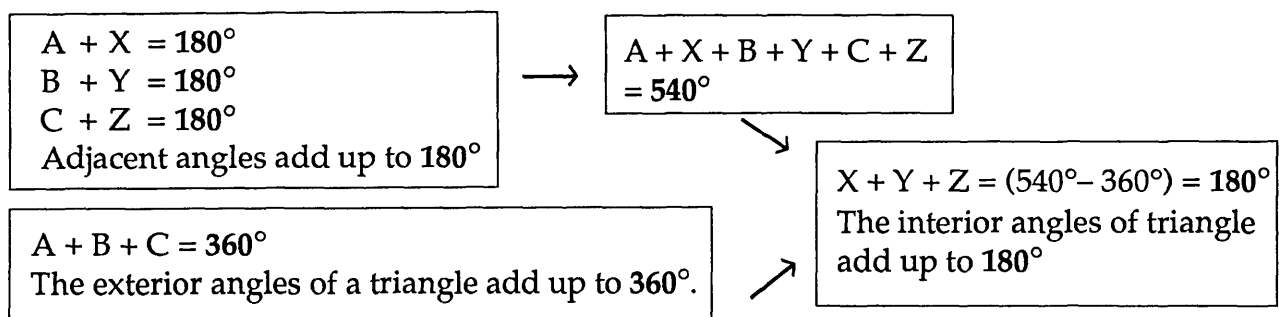 A + X = 180°
B + Y = 180°
C + Z = 180°
Adjacent angles add up to 180°
A + X + B + Y + C + Z
= 540°
A + B + C = 360°
The exterior angles of a triangle add up to 360°.
X + Y + Z = (540°– 360°) = 180°
The interior angles of triangle
add up to 180°